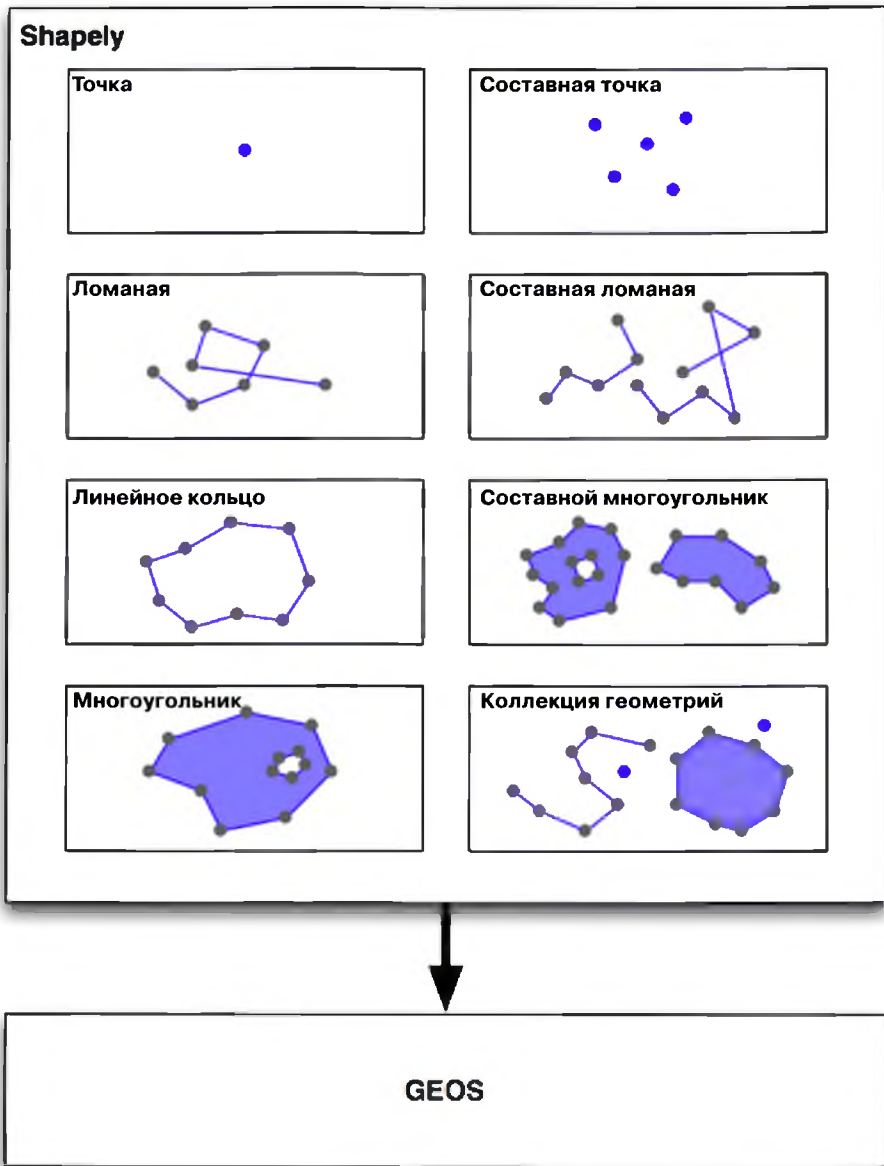 Shapely
Точка
Составная точка
Ломаная
Составная ломаная
Линейное кольцо
Составной многоугольник
Многоугольник
Коллекция геометрий
GEOS